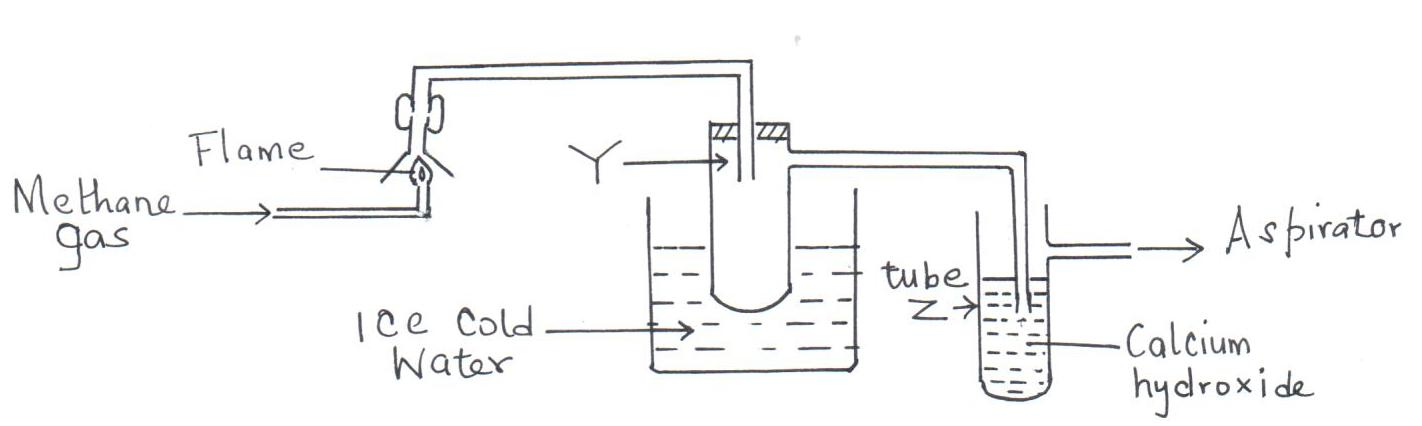 Flame
Methane
gas
Y
Ice Cold
Water
tube
Z
Aspirator
Calcium
hydroxide